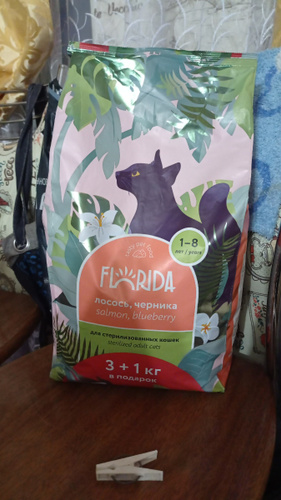 1–8
лет / years
FLORIDA
лосось, черника
salmon, blueberry
для стерилизованных кошек
sterilized adult cats
3 + 1 кг
в подарок